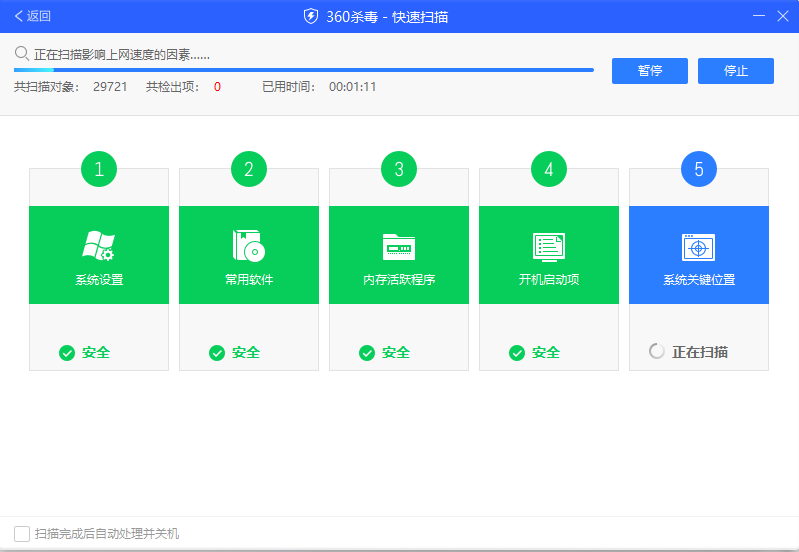 返回
360杀毒 - 快速扫描
正在扫描影响上网速度的因素......
共扫描对象： 29721 共检出项： 0 已用时间： 00:01:11
暂停 停止
1 2 3 4 5
系统设置 常用软件 内存活跃程序 开机启动项 系统关键位置
安全 安全 安全 安全 正在扫描
扫描完成后自动处理并关机